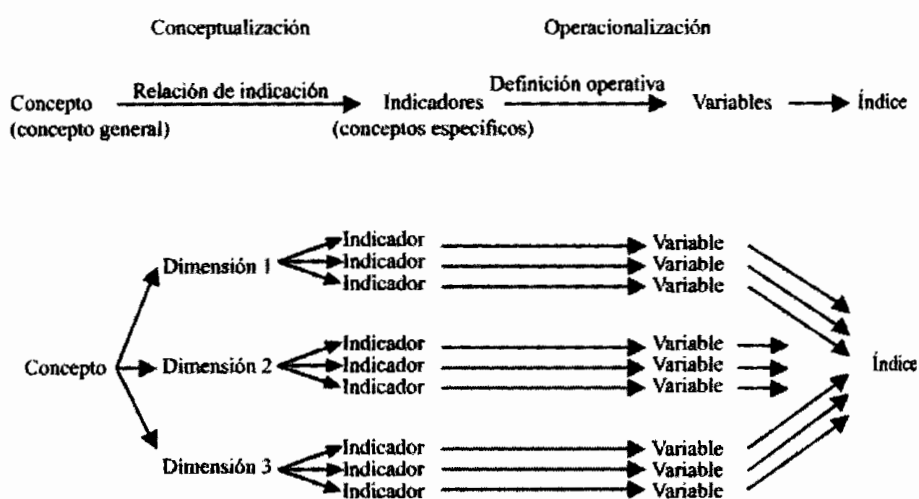 Conceptualización Operacionalización
Relación de indicación Definición operativa
Concepto Indicadores Variables Índice
(concepto general) (conceptos específicos)
Indicador Variable
Dimensión 1 Indicador Variable
Indicador Variable
Indicador Variable
Concepto Dimensión 2 Indicador Variable Índice
Indicador Variable
Indicador Variable
Dimensión 3 Indicador Variable
Indicador Variable